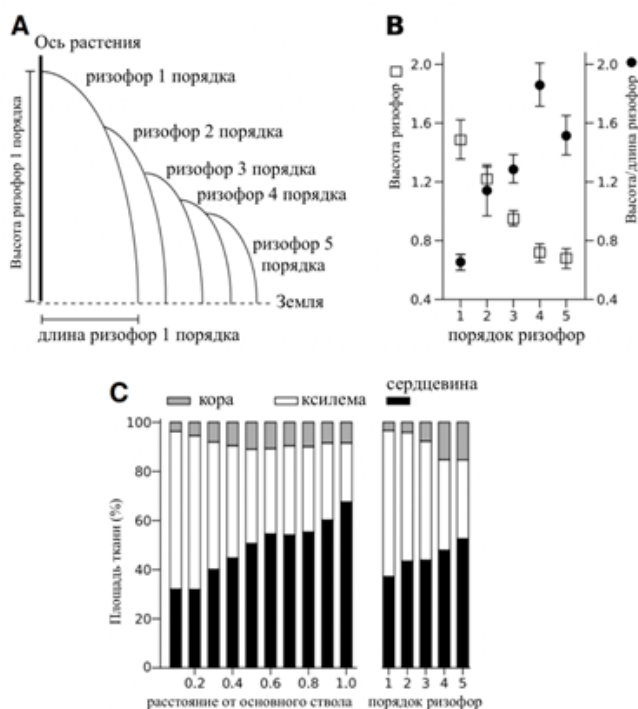 A
Ось растения
ризофор 1 порядка
ризофор 2 порядка
ризофор 3 порядка
ризофор 4 порядка
ризофор 5
порядка
Высота ризофор 1 порядка
Земля
длина ризофор 1 порядка
B
Высота ризофор
2.0
1.6
1.2
0.8
0.4
2.0
1.6
1.2
0.8
0.4
Высота/длина ризофор
1 2 3 4 5
порядок ризофор
C
кора ксилема сердцевина
Площадь ткани (%)
100
80
60
40
20
0
0.2 0.4 0.6 0.8 1.0
расстояние от основного ствола
1 2 3 4 5
порядок ризофор